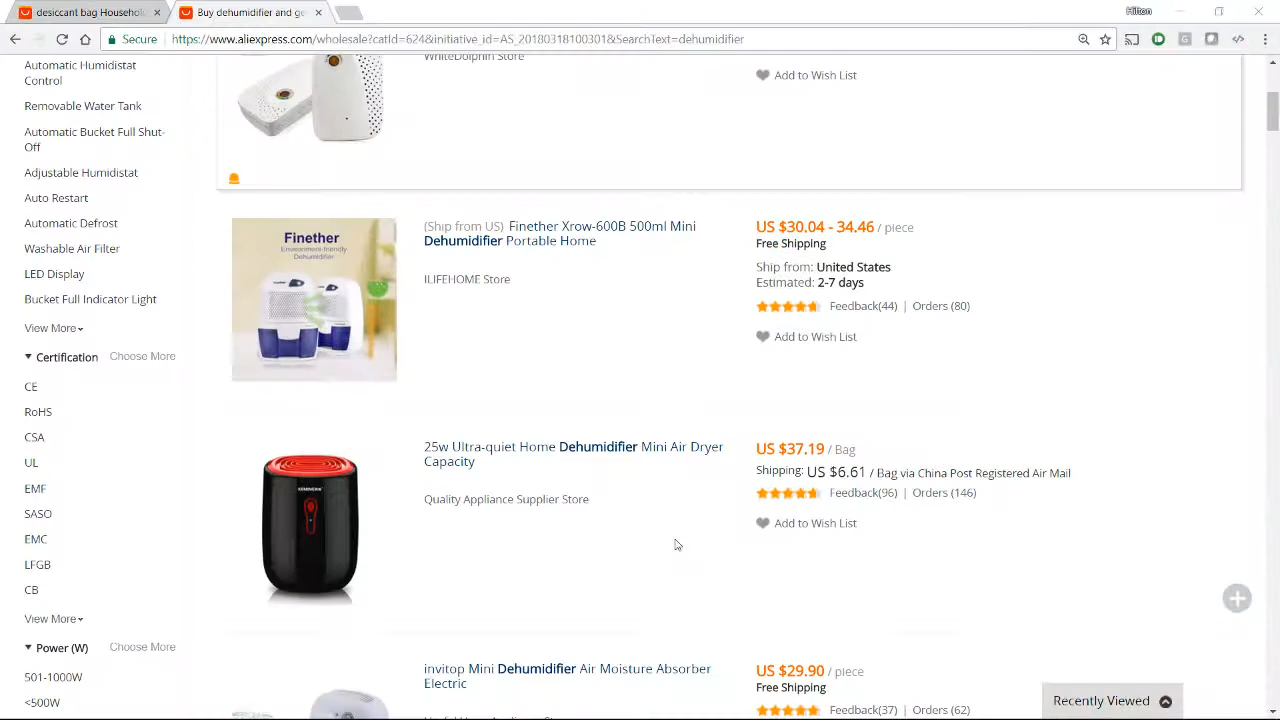 desiccant bag Househol
Buy dehumidifier and ge
Hilton
Secure
https://www.aliexpress.com/wholesale?catId=624&initiative_id=AS_20180318100301&SearchText=dehumidifier
Automatic Humidistat
Control
Removable Water Tank
Automatic Bucket Full Shut-
Off
Adjustable Humidistat
Auto Restart
Automatic Defrost
Washable Air Filter
LED Display
Bucket Full Indicator Light
View More
Certification Choose More
CE
RoHS
CSA
UL
EMF
SASO
EMC
LFGB
CB
View More
Power (W) Choose More
501-1000W
<500W
WhiteDolphin Store
Add to Wish List
Finether
Environment-friendly
Dehumidifier
(Ship from US) Finether Xrow-600B 500ml Mini
Dehumidifier Portable Home
ILIFEHOME Store
US $30.04 - 34.46 / piece
Free Shipping
Ship from: United States
Estimated: 2-7 days
Feedback(44) | Orders (80)
Add to Wish List
25w Ultra-quiet Home Dehumidifier Mini Air Dryer
Capacity
Quality Appliance Supplier Store
US $37.19 / Bag
Shipping: US $6.61 / Bag via China Post Registered Air Mail
Feedback(96) | Orders (146)
Add to Wish List
invitop Mini Dehumidifier Air Moisture Absorber
Electric
US $29.90 / piece
Free Shipping
Feedback(37) | Orders (62)
Recently Viewed